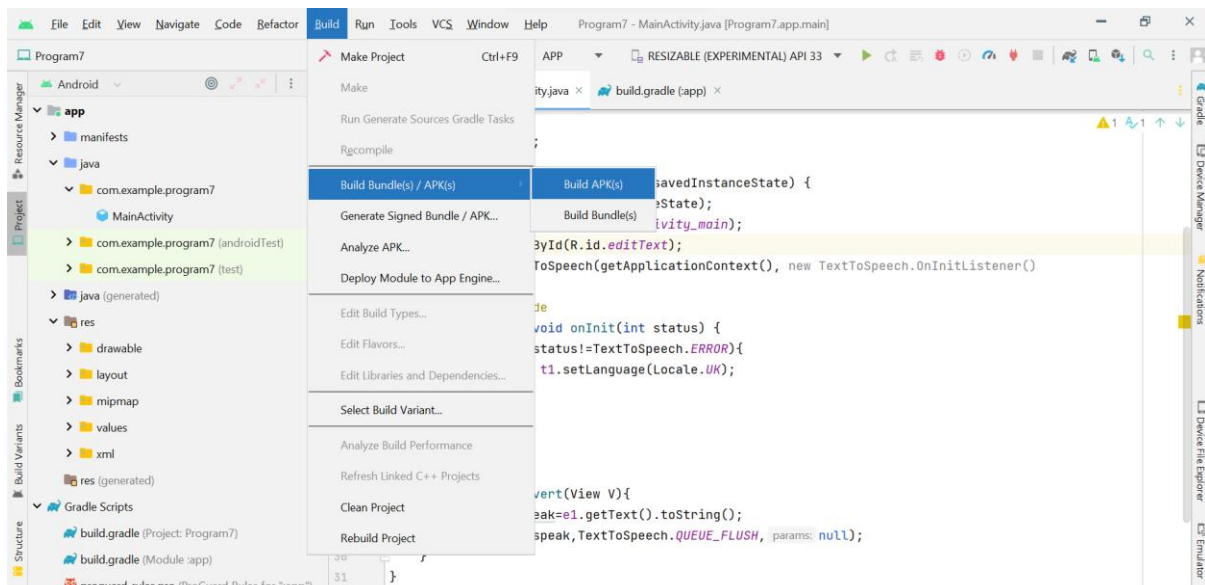 File Edit View Navigate Code Refactor Build Run Tools VCS Window Help Program7 - MainActivity.java [Program7.app.main]
Program7
APP
RESIZABLE (EXPERIMENTAL) API 33
Resource Manager
Project
Bookmarks
Build Variants
Structure
Android
app
manifests
java
com.example.program7
MainActivity
com.example.program7 (androidTest)
com.example.program7 (test)
java (generated)
res
drawable
layout
mipmap
values
xml
res (generated)
Gradle Scripts
build.gradle (Project: Program7)
build.gradle (Module :app)
Make Project Ctrl+F9
Make
Run Generate Sources Gradle Tasks
Recompile
Build Bundle(s) / APK(s)
Generate Signed Bundle / APK...
Analyze APK...
Deploy Module to App Engine...
Edit Build Types...
Edit Flavors...
Edit Libraries and Dependencies...
Select Build Variant...
Analyze Build Performance
Refresh Linked C++ Projects
Clean Project
Rebuild Project
Build APK(s)
Build Bundle(s)
ity.java build.gradle (:app)
1 1
;
savedInstanceState) {
eState);
ivity_main);
ById(R.id.editText);
ToSpeech(getApplicationContext(), new TextToSpeech.OnInitListener()
de
void onInit(int status) {
status!=TextToSpeech.ERROR){
t1.setLanguage(Locale.UK);
vert(View V){
eak=e1.getText().toString();
speak,TextToSpeech.QUEUE_FLUSH, params: null);
}
31 }
Gradle
Device Manager
Notifications
Device File Explorer
Emulator